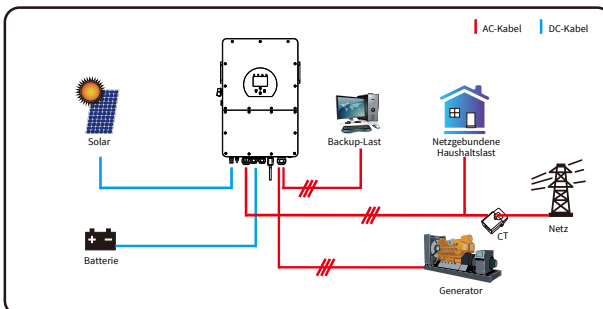 AC-Kabel
DC-Kabel
Solar
Backup-Last
Netzgebundene
Haushaltslast
CT
Netz
Batterie
Generator